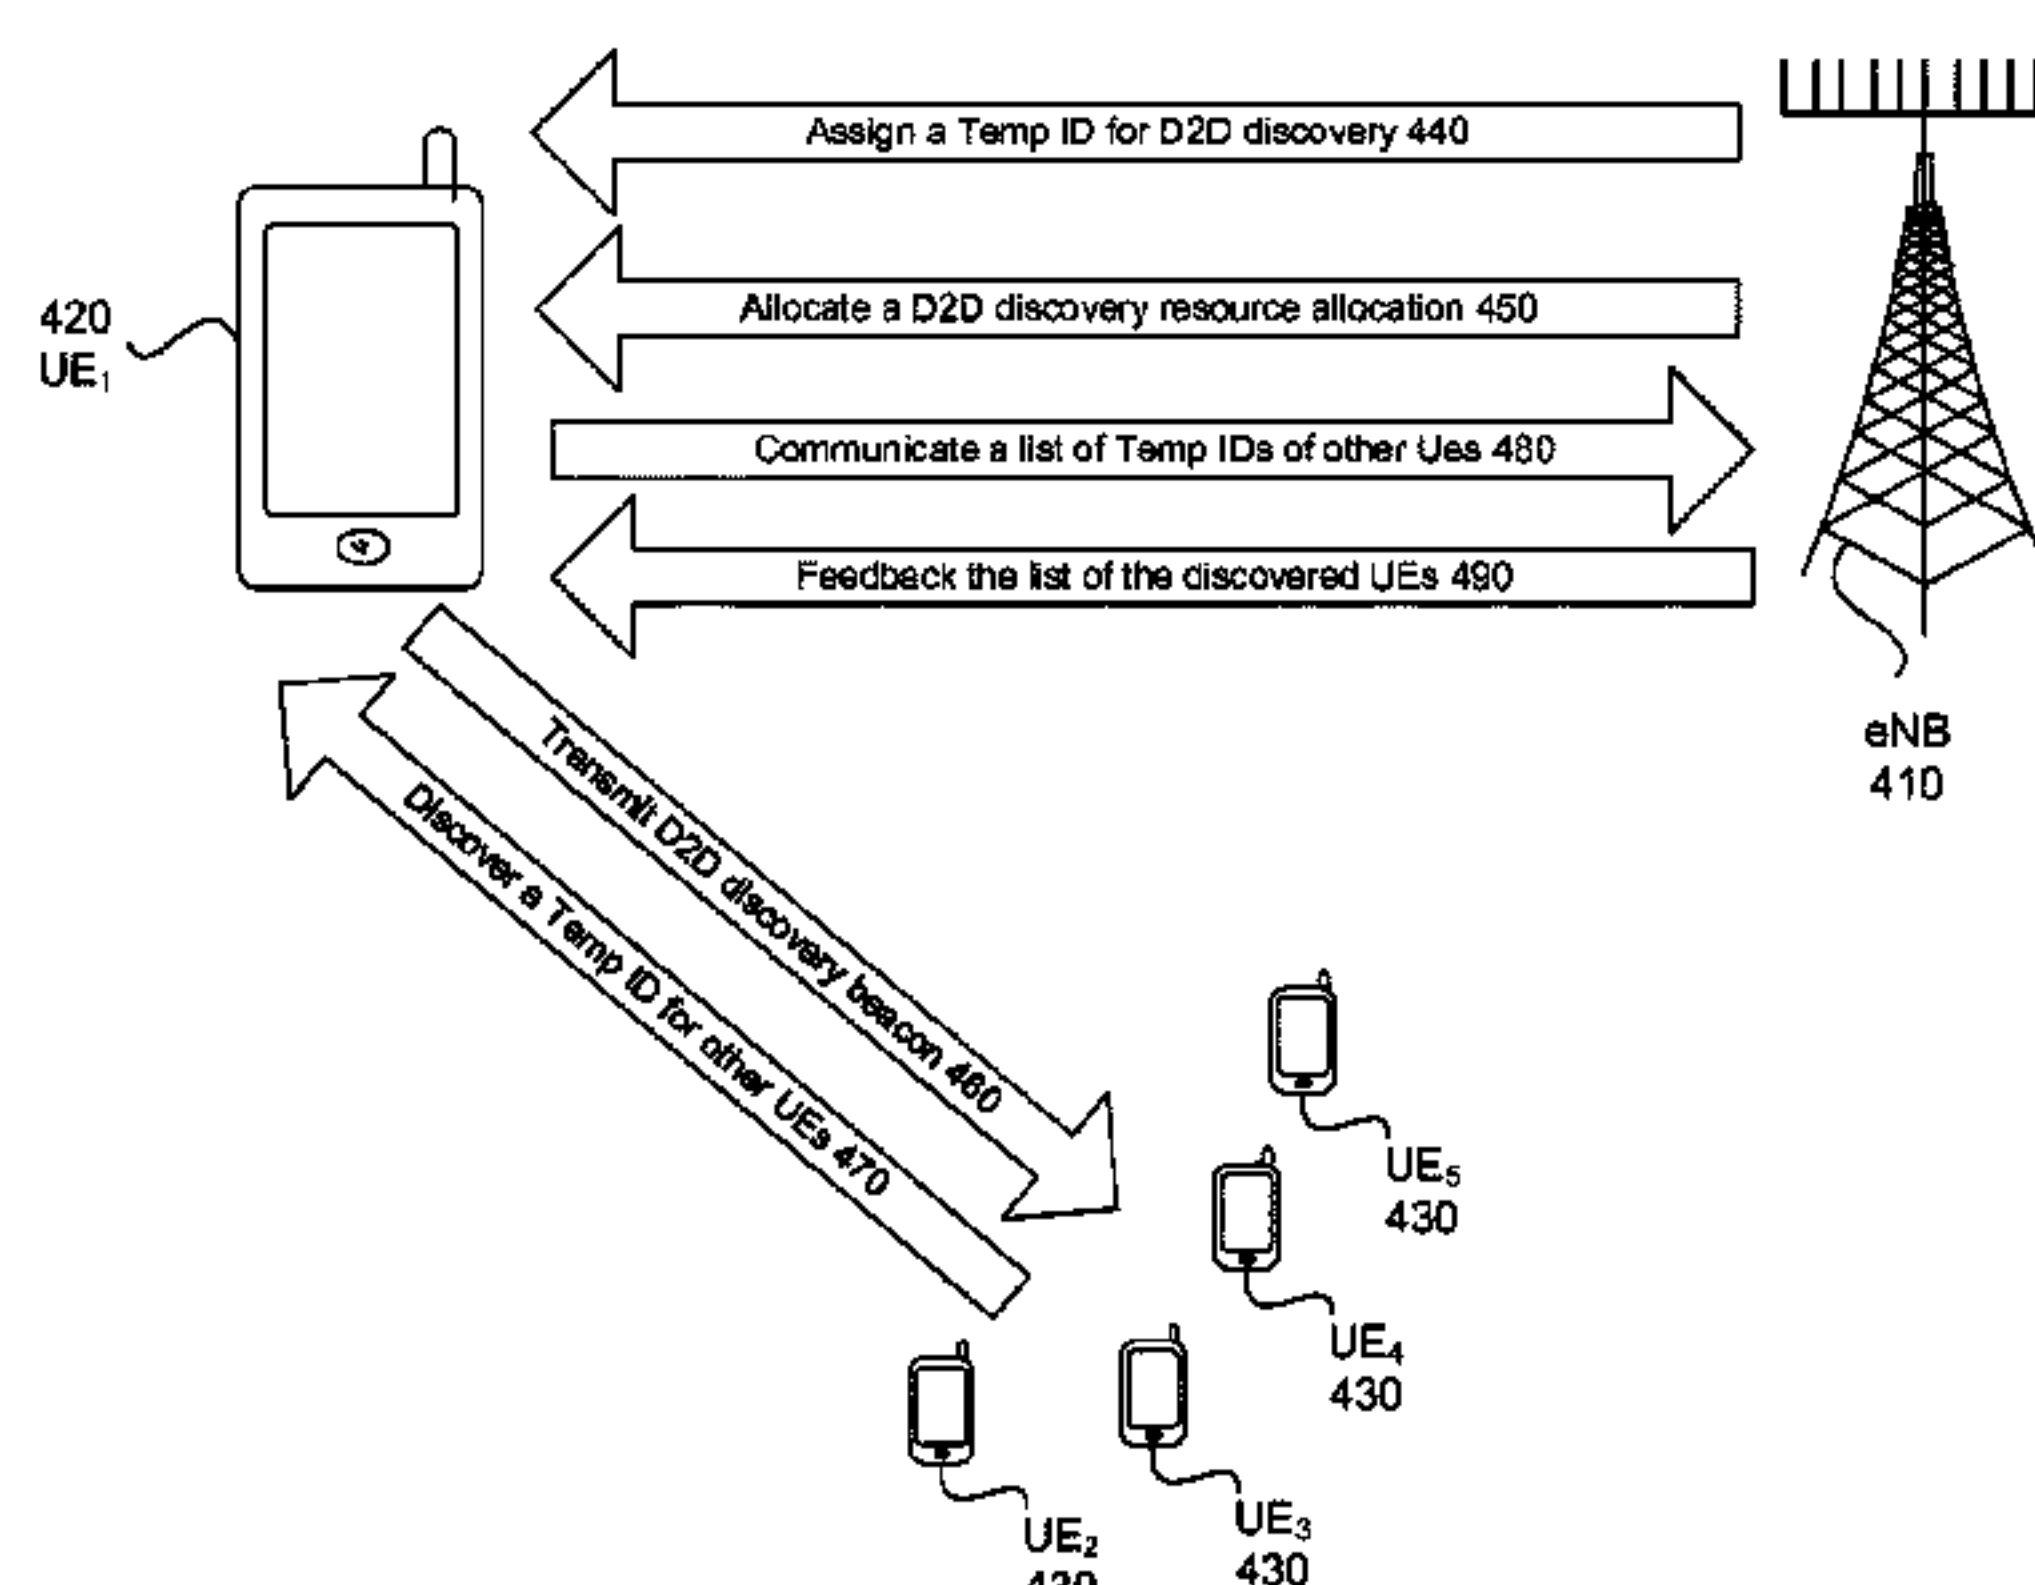 Assign a Temp ID for D2D discovery 440
Allocate a D2D discovery resource allocation 450
420
UE1
Communicate a list of Temp IDs of other Ues 480
Feedback the list of the discovered UEs 490
eNB
410
Transmit D2D discovery beacon 460
Discover a Temp ID for other UEs 470
UE5
430
UE4
430
UE3
430
UE2
430